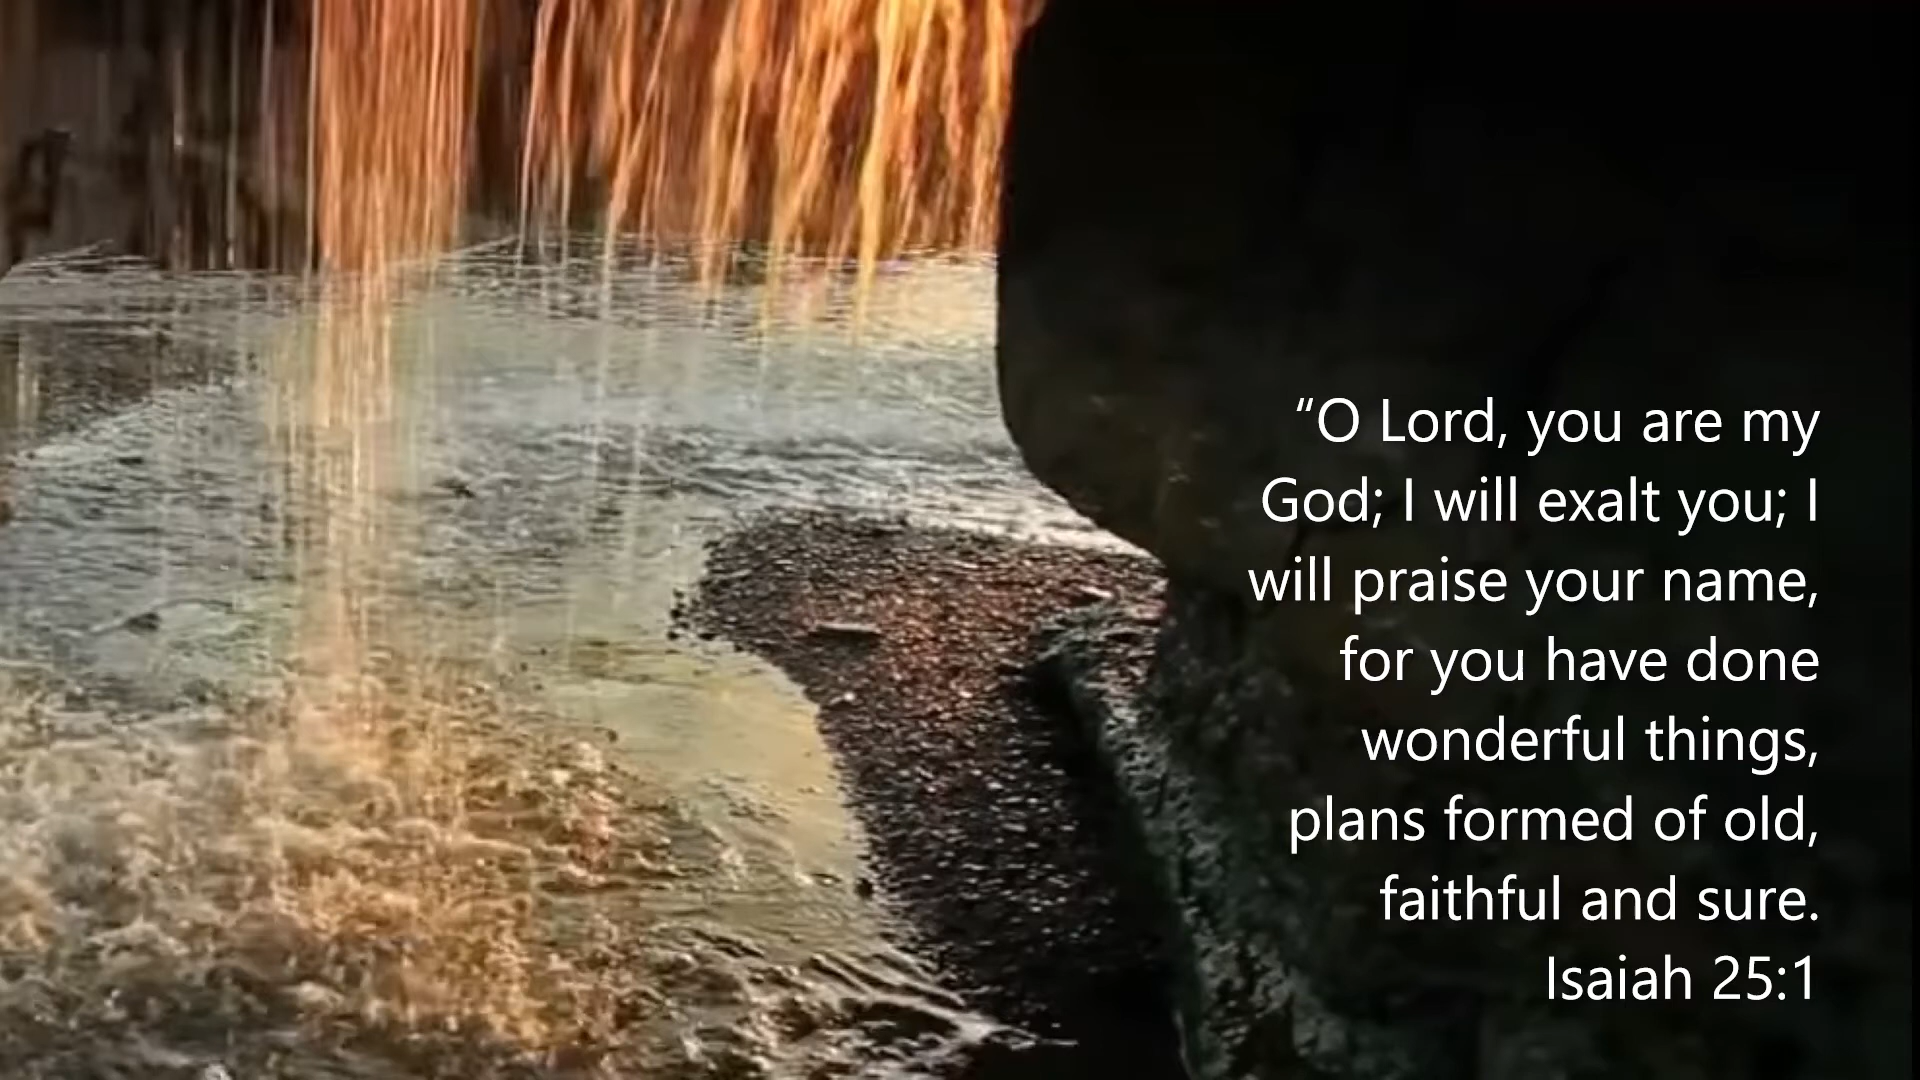 “O Lord, you are my
God; I will exalt you; I
will praise your name,
for you have done
wonderful things,
plans formed of old,
faithful and sure.
Isaiah 25:1